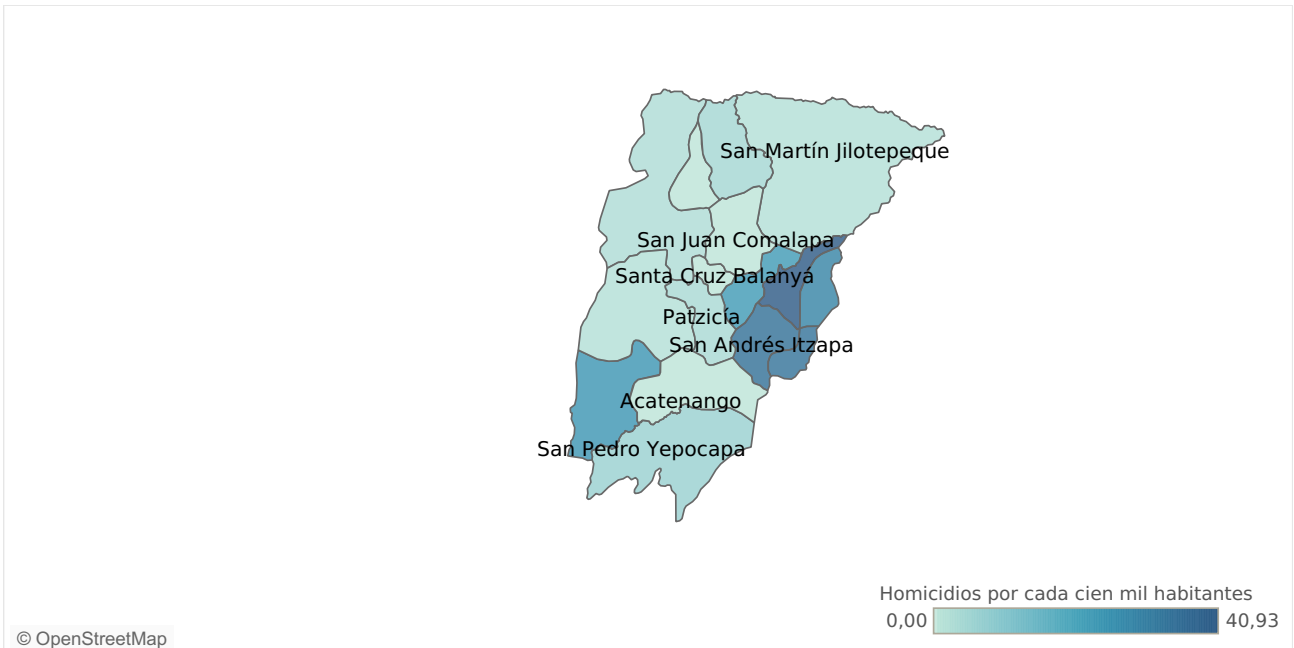 San Martín Jilotepeque
San Juan Comalapa
Santa Cruz Balanyá
Patzicía
San Andrés Itzapa
Acatenango
San Pedro Yepocapa
Homicidios por cada cien mil habitantes
0,00 40,93
© OpenStreetMap